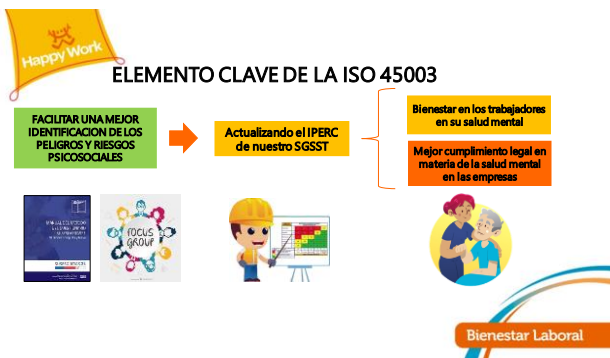 Happy Work
ELEMENTO CLAVE DE LA ISO 45003
FACILITAR UNA MEJOR
IDENTIFICACION DE LOS
PELIGROS Y RIESGOS
PSICOSOCIALES
Actualizando el IPERC
de nuestro SGSST
Bienestar en los trabajadores
en su salud mental
Mejor cumplimiento legal en
materia de la salud mental
en las empresas
FOCUS
GROUP
Bienestar Laboral